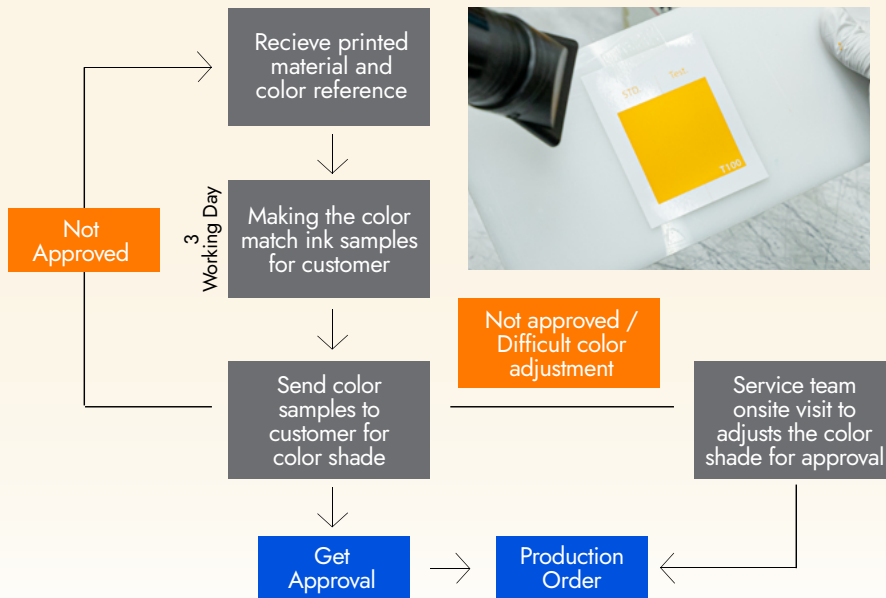 Recieve printed
material and
color reference
STD.
Test.
T100
Not
Approved
3
Working Day
Making the color
match ink samples
for customer
Not approved /
Difficult color
adjustment
Send color
samples to
customer for
color shade
Service team
onsite visit to
adjusts the color
shade for approval
Get
Approval
Production
Order